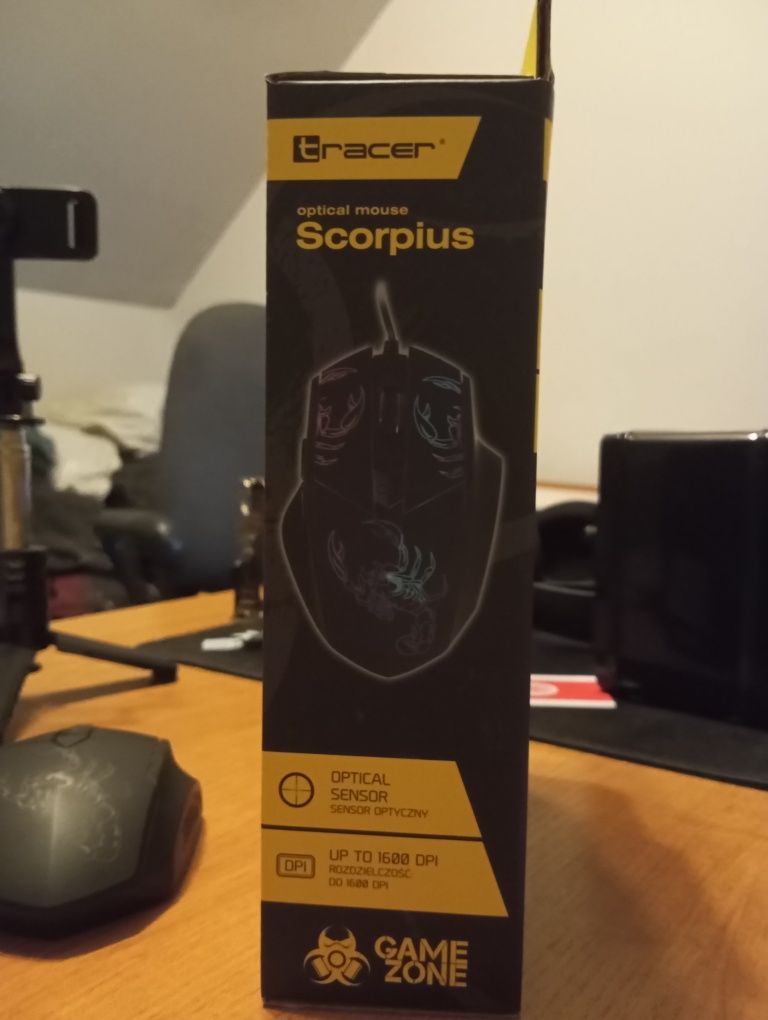 tracer®
optical mouse
Scorpius
OPTICAL
SENSOR
SENSOR OPTYCZNY
DPI
UP TO 1600 DPI
ROZDZIELCZOŚĆ:
DO 1600 DPI
GAME
ZONE